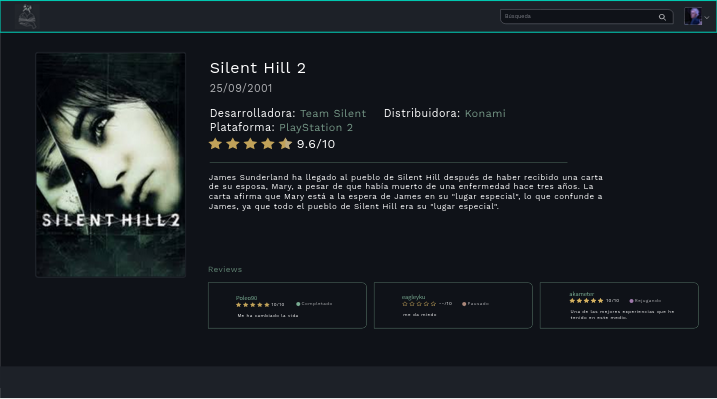 Búsqueda
Silent Hill 2
25/09/2001
Desarrolladora: Team Silent Distribuidora: Konami
Plataforma: PlayStation 2
9.6/10
James Sunderland ha llegado al pueblo de Silent Hill después de haber recibido una carta
de su esposa, Mary, a pesar de que había muerto de una enfermedad hace tres años. La
carta afirma que Mary está a la espera de James en su "lugar especial", lo que confunde a
James, ya que todo el pueblo de Silent Hill era su "lugar especial".
SILENT HILL 2
Reviews
Poleo90
10/10 Completado
Me ha cambiado la vida
eagleyku
--/10 Pausado
me da miedo
akamoter
10/10 Rejugando
Una de las mejores experiencias que he
tenido en este medio.